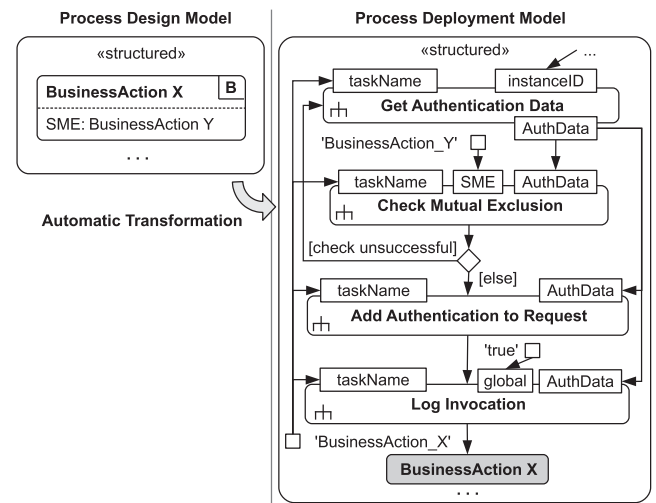 Process Design Model
«structured»
BusinessAction X
B
SME: BusinessAction Y
. . .
Automatic Transformation
Process Deployment Model
«structured»
...
taskName
instanceID
Get Authentication Data
AuthData
'BusinessAction_Y'
taskName
SME
AuthData
Check Mutual Exclusion
[check unsuccessful]
[else]
taskName
AuthData
Add Authentication to Request
'true'
taskName
global
AuthData
Log Invocation
'BusinessAction_X'
BusinessAction X
. . .